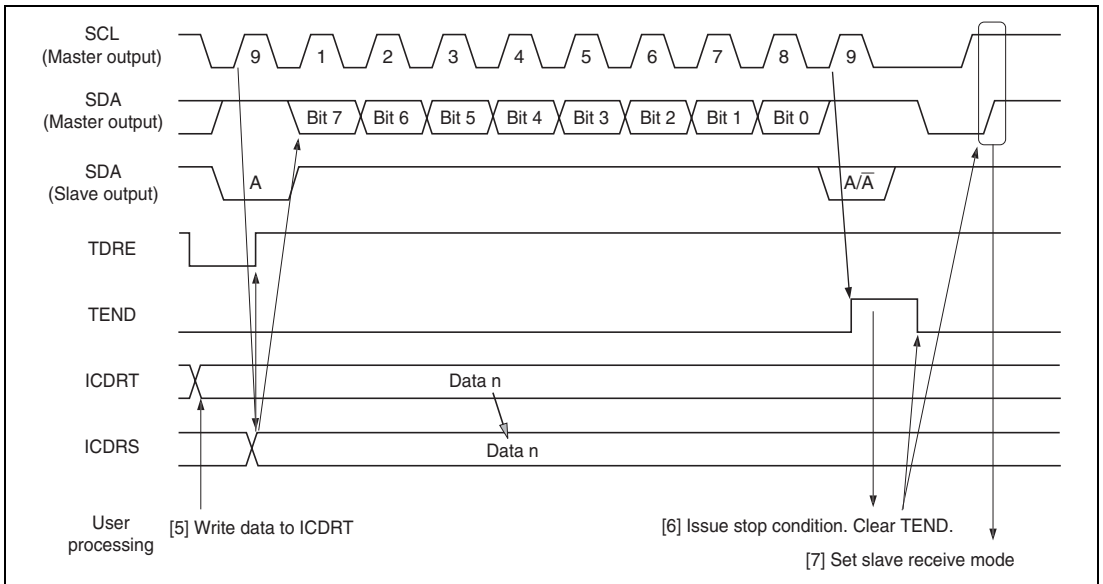 SCL
(Master output)
9 1 2 3 4 5 6 7 8 9
SDA
(Master output)
Bit 7 Bit 6 Bit 5 Bit 4 Bit 3 Bit 2 Bit 1 Bit 0
SDA
(Slave output)
A A/A̅
TDRE
TEND
ICDRT
Data n
ICDRS
Data n
User
processing
[5] Write data to ICDRT
[6] Issue stop condition. Clear TEND.
[7] Set slave receive mode